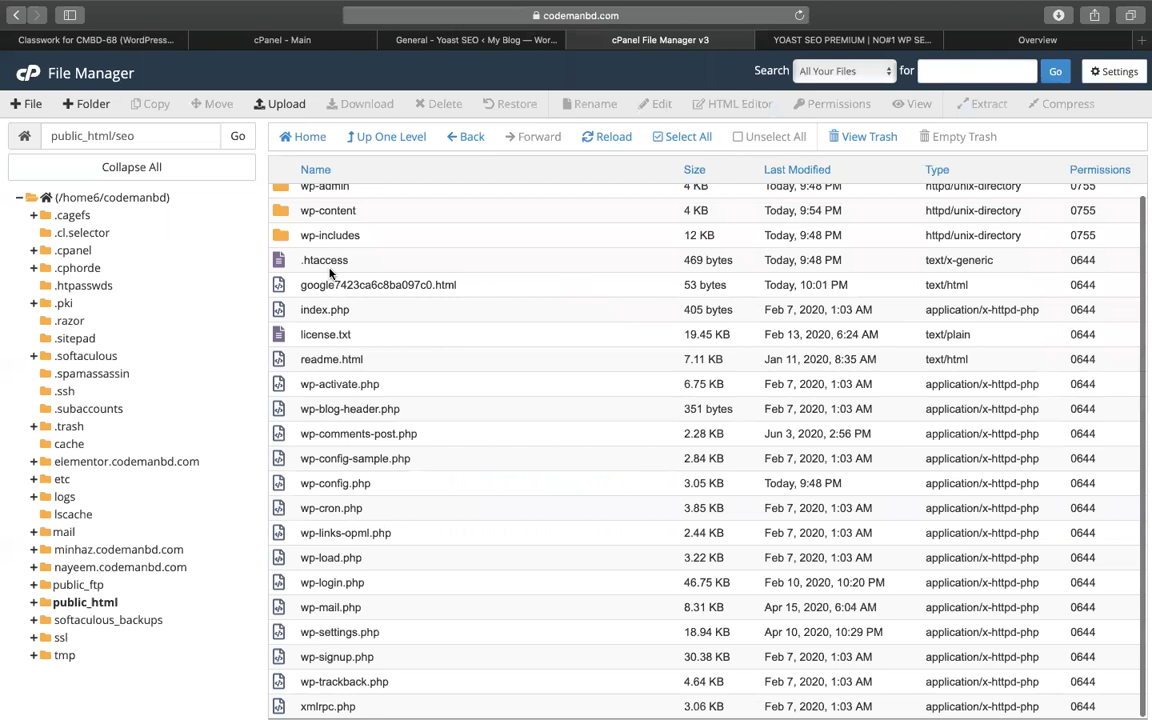 codemanbd.com
Classwork for CMBD-68 (WordPress...
cPanel - Main
General - Yoast SEO ‹ My Blog — Wor...
cPanel File Manager v3
YOAST SEO PREMIUM | NO#1 WP SE...
Overview
cP File Manager
Search All Your Files for Go Settings
File Folder Copy Move Upload Download Delete Restore Rename Edit HTML Editor Permissions View Extract Compress
public_html/seo Go
Home Up One Level Back Forward Reload Select All Unselect All View Trash Empty Trash
Collapse All
(/home6/codemanbd)
.cagefs
.cl.selector
.cpanel
.cphorde
.htpasswds
.pki
.razor
.sitepad
.softaculous
.spamassassin
.ssh
.subaccounts
.trash
cache
elementor.codemanbd.com
etc
logs
lscache
mail
minhaz.codemanbd.com
nayeem.codemanbd.com
public_ftp
public_html
softaculous_backups
ssl
tmp
Name Size Last Modified Type Permissions
wp-admin 4 KB Today, 9:48 PM httpd/unix-directory 0755
wp-content 4 KB Today, 9:54 PM httpd/unix-directory 0755
wp-includes 12 KB Today, 9:48 PM httpd/unix-directory 0755
.htaccess 469 bytes Today, 9:48 PM text/x-generic 0644
google7423ca6c8ba097c0.html 53 bytes Today, 10:01 PM text/html 0644
index.php 405 bytes Feb 7, 2020, 1:03 AM application/x-httpd-php 0644
license.txt 19.45 KB Feb 13, 2020, 6:24 AM text/plain 0644
readme.html 7.11 KB Jan 11, 2020, 8:35 AM text/html 0644
wp-activate.php 6.75 KB Feb 7, 2020, 1:03 AM application/x-httpd-php 0644
wp-blog-header.php 351 bytes Feb 7, 2020, 1:03 AM application/x-httpd-php 0644
wp-comments-post.php 2.28 KB Jun 3, 2020, 2:56 PM application/x-httpd-php 0644
wp-config-sample.php 2.84 KB Feb 7, 2020, 1:03 AM application/x-httpd-php 0644
wp-config.php 3.05 KB Today, 9:48 PM application/x-httpd-php 0644
wp-cron.php 3.85 KB Feb 7, 2020, 1:03 AM application/x-httpd-php 0644
wp-links-opml.php 2.44 KB Feb 7, 2020, 1:03 AM application/x-httpd-php 0644
wp-load.php 3.22 KB Feb 7, 2020, 1:03 AM application/x-httpd-php 0644
wp-login.php 46.75 KB Feb 10, 2020, 10:20 PM application/x-httpd-php 0644
wp-mail.php 8.31 KB Apr 15, 2020, 6:04 AM application/x-httpd-php 0644
wp-settings.php 18.94 KB Apr 10, 2020, 10:29 PM application/x-httpd-php 0644
wp-signup.php 30.38 KB Feb 7, 2020, 1:03 AM application/x-httpd-php 0644
wp-trackback.php 4.64 KB Feb 7, 2020, 1:03 AM application/x-httpd-php 0644
xmlrpc.php 3.06 KB Feb 7, 2020, 1:03 AM application/x-httpd-php 0644